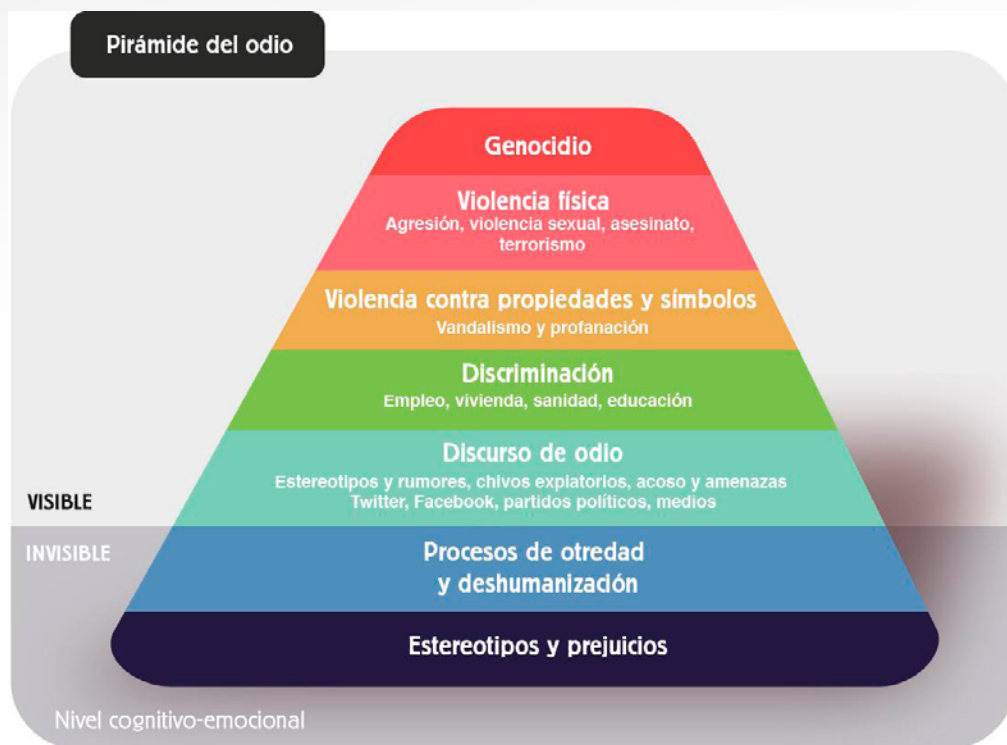 Pirámide del odio
Genocidio
Violencia física
Agresión, violencia sexual, asesinato,
terrorismo
Violencia contra propiedades y símbolos
Vandalismo y profanación
Discriminación
Empleo, vivienda, sanidad, educación
Discurso de odio
Estereotipos y rumores, chivos expiatorios, acoso y amenazas
Twitter, Facebook, partidos políticos, medios
VISIBLE
INVISIBLE
Procesos de otredad
y deshumanización
Estereotipos y prejuicios
Nivel cognitivo-emocional